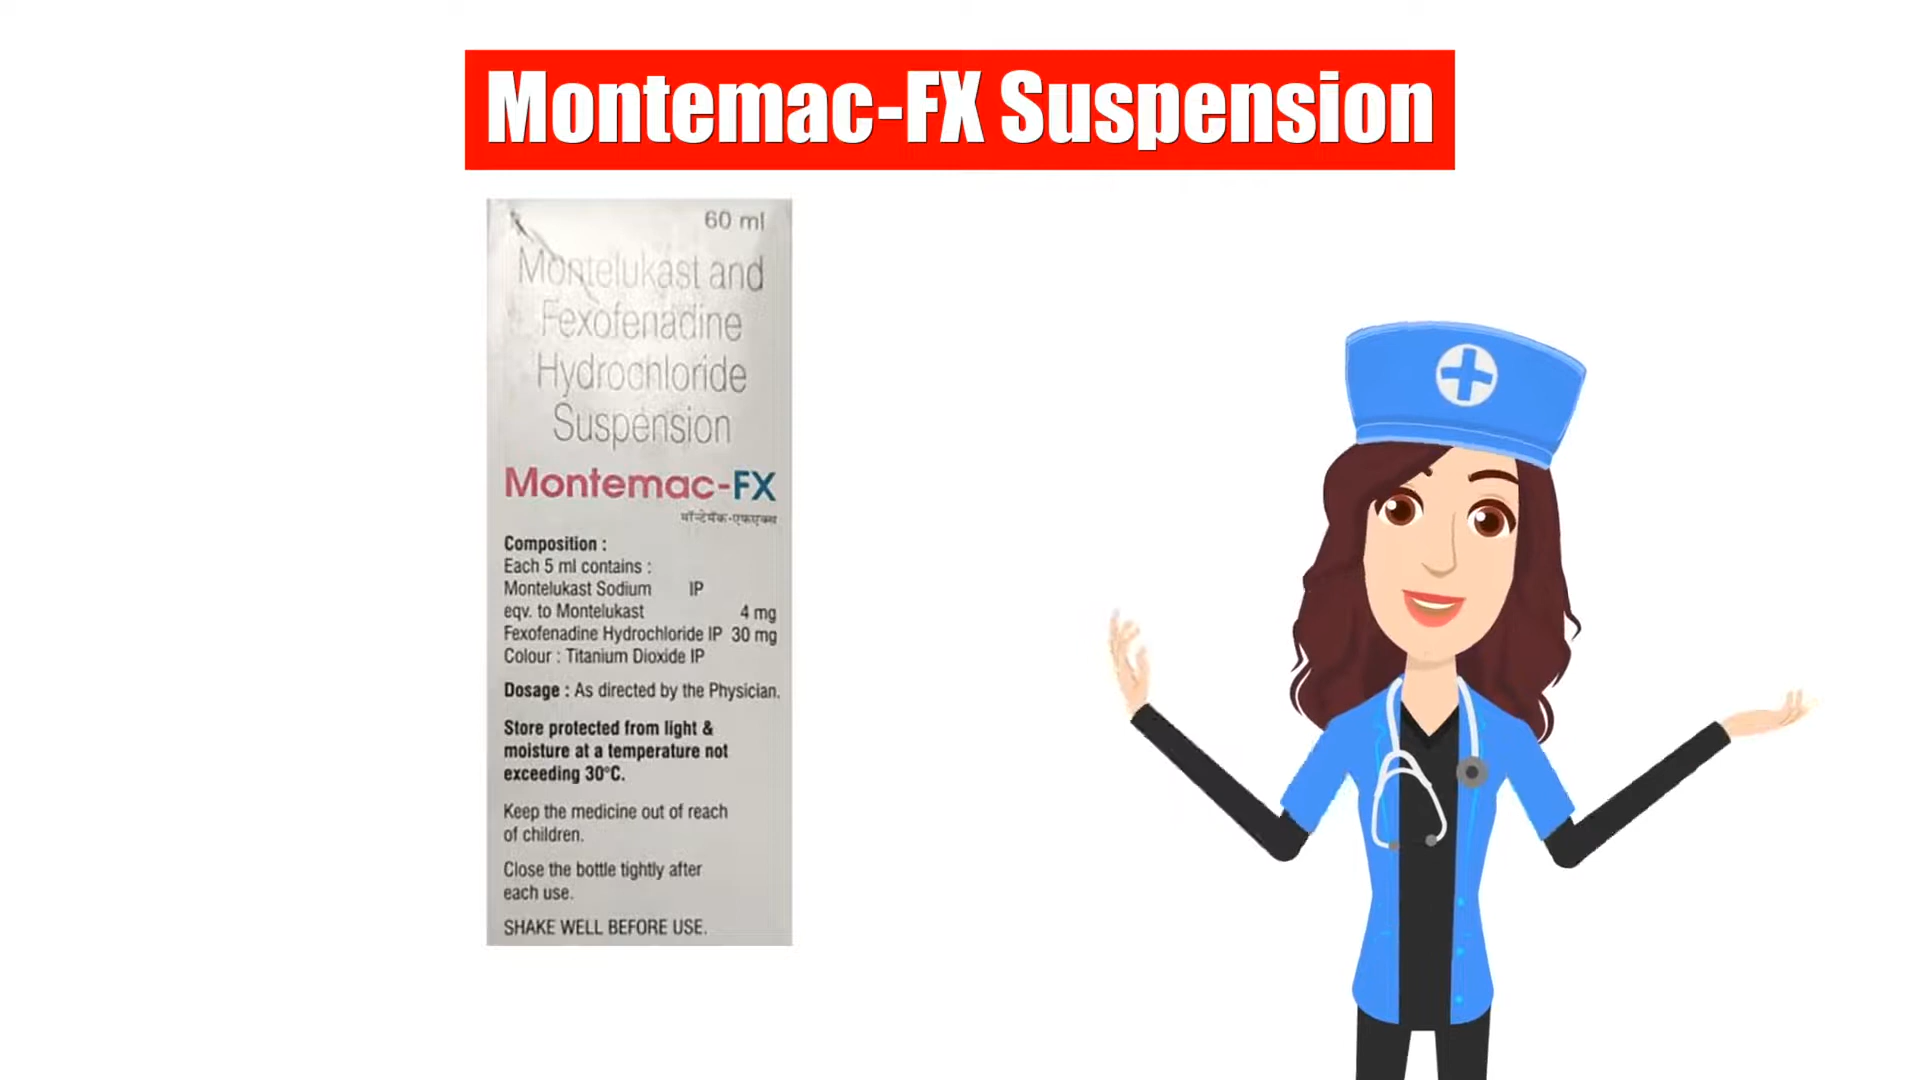 Montemac-FX Suspension
60 ml
Montelukast and
Fexofenadine
Hydrochloride
Suspension
Montemac-FX
मॉन्टेमॅक-एफएक्स
Composition :
Each 5 ml contains :
Montelukast Sodium IP
eqv. to Montelukast 4 mg
Fexofenadine Hydrochloride IP 30 mg
Colour : Titanium Dioxide IP
Dosage : As directed by the Physician.
Store protected from light &
moisture at a temperature not
exceeding 30°C.
Keep the medicine out of reach
of children.
Close the bottle tightly after
each use.
SHAKE WELL BEFORE USE.